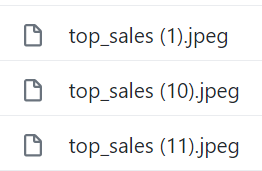 top_sales (1).jpeg
top_sales (10).jpeg
top_sales (11).jpeg